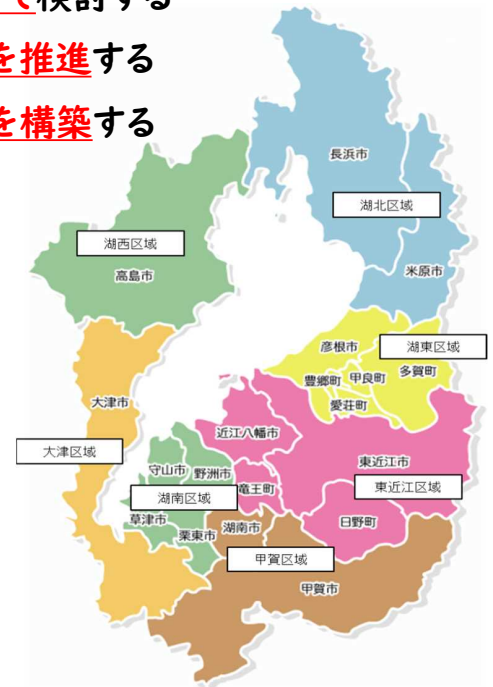 て検討する
を推進する
を構築する
長浜市
湖北区域
湖西区域
高島市
米原市
彦根市
湖東区域
豊郷町
甲良町
多賀町
愛荘町
大津市
近江八幡市
大津区域
守山市
野洲市
東近江市
竜王町
東近江区域
湖南区域
草津市
湖南市
日野町
栗東市
甲賀区域
甲賀市